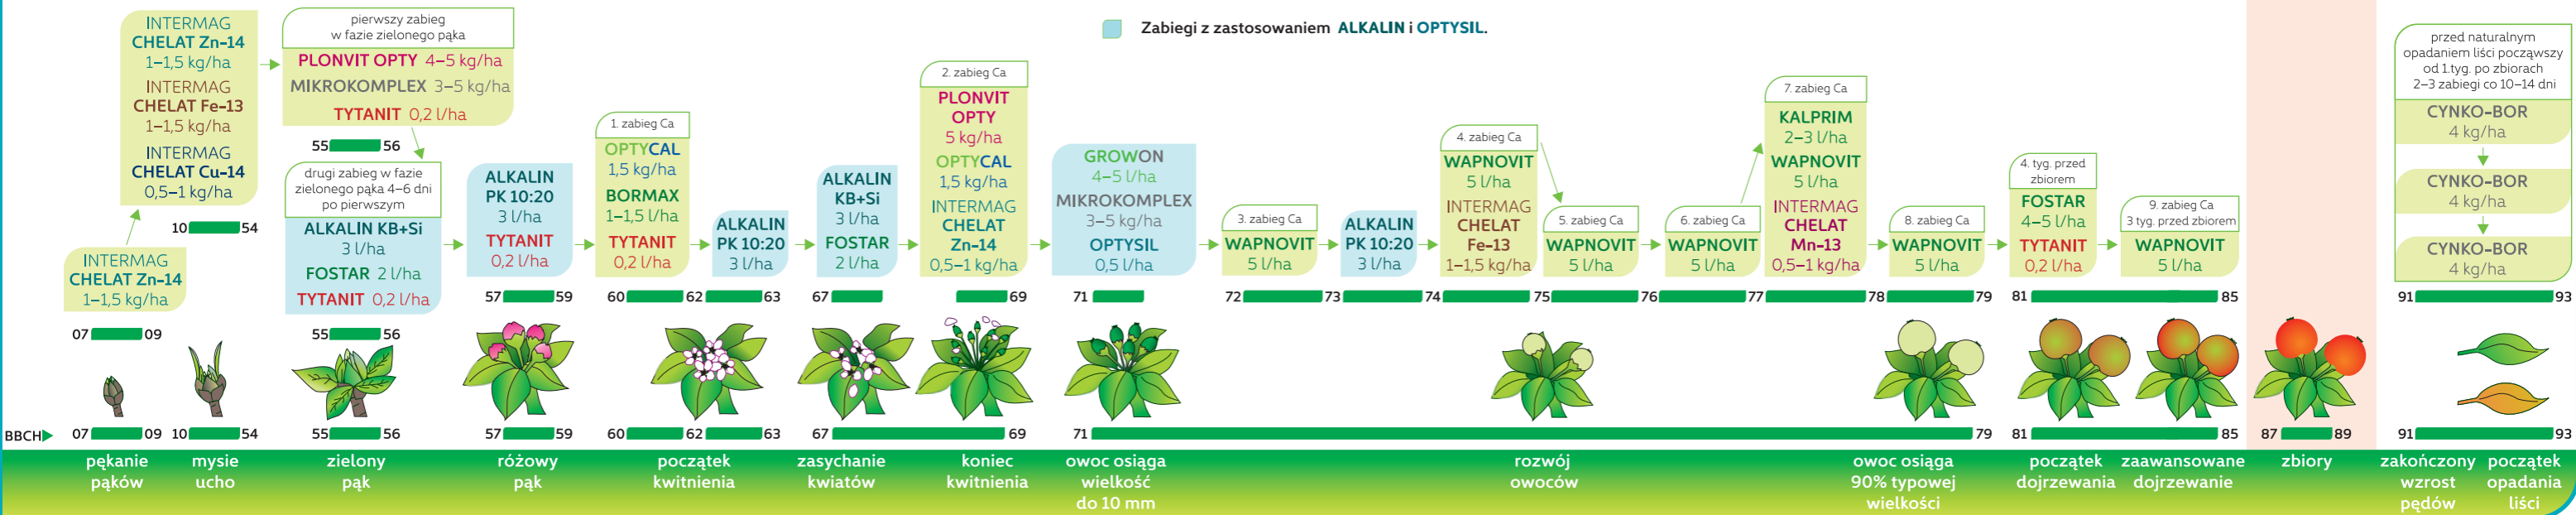 Zabiegi z zastosowaniem ALKALIN i OPTYSIL.
INTERMAG
CHELAT Zn-14
1–1,5 kg/ha
07 09
INTERMAG
CHELAT Zn-14
1–1,5 kg/ha
INTERMAG
CHELAT Fe-13
1–1,5 kg/ha
INTERMAG
CHELAT Cu-14
0,5–1 kg/ha
10 54
pierwszy zabieg
w fazie zielonego pąka
PLONVIT OPTY 4–5 kg/ha
MIKROKOMPLEX 3–5 kg/ha
TYTANIT 0,2 l/ha
55 56
drugi zabieg w fazie
zielonego pąka 4–6 dni
po pierwszym
ALKALIN KB+Si
3 l/ha
FOSTAR 2 l/ha
TYTANIT 0,2 l/ha
55 56
ALKALIN
PK 10:20
3 l/ha
TYTANIT
0,2 l/ha
57 59
1. zabieg Ca
OPTYCAL
1,5 kg/ha
BORMAX
1–1,5 l/ha
TYTANIT
0,2 l/ha
60 62
ALKALIN
PK 10:20
3 l/ha
63
ALKALIN
KB+Si
3 l/ha
FOSTAR
2 l/ha
67
2. zabieg Ca
PLONVIT
OPTY
5 kg/ha
OPTYCAL
1,5 kg/ha
INTERMAG
CHELAT
Zn-14
0,5–1 kg/ha
69
GROWON
4–5 l/ha
MIKROKOMPLEX
3–5 kg/ha
OPTYSIL
0,5 l/ha
71
3. zabieg Ca
WAPNOVIT
5 l/ha
72 73
ALKALIN
PK 10:20
3 l/ha
74
4. zabieg Ca
WAPNOVIT
5 l/ha
INTERMAG
CHELAT
Fe-13
1–1,5 kg/ha
75
5. zabieg Ca
WAPNOVIT
5 l/ha
76
6. zabieg Ca
WAPNOVIT
5 l/ha
77
7. zabieg Ca
KALPRIM
2–3 l/ha
WAPNOVIT
5 l/ha
INTERMAG
CHELAT
Mn-13
0,5–1 kg/ha
78
8. zabieg Ca
WAPNOVIT
5 l/ha
79
4. tyg. przed
zbiorem
FOSTAR
4–5 l/ha
TYTANIT
0,2 l/ha
81
9. zabieg Ca
3 tyg. przed zbiorem
WAPNOVIT
5 l/ha
85
przed naturalnym
opadaniem liści począwszy
od 1.tyg. po zbiorach
2–3 zabiegi co 10–14 dni
CYNKO-BOR
4 kg/ha
CYNKO-BOR
4 kg/ha
CYNKO-BOR
4 kg/ha
91 93
BBCH 07 09 10 54 55 56 57 59 60 62 63 67 69 71 79 81 85 87 89 91 93
pękanie
pąków
mysie
ucho
zielony
pąk
różowy
pąk
początek
kwitnienia
zasychanie
kwiatów
koniec
kwitnienia
owoc osiąga
wielkość
do 10 mm
rozwój
owoców
owoc osiąga
90% typowej
wielkości
początek
dojrzewania
zaawansowane
dojrzewanie
zbiory
zakończony
wzrost
pędów
początek
opadania
liści